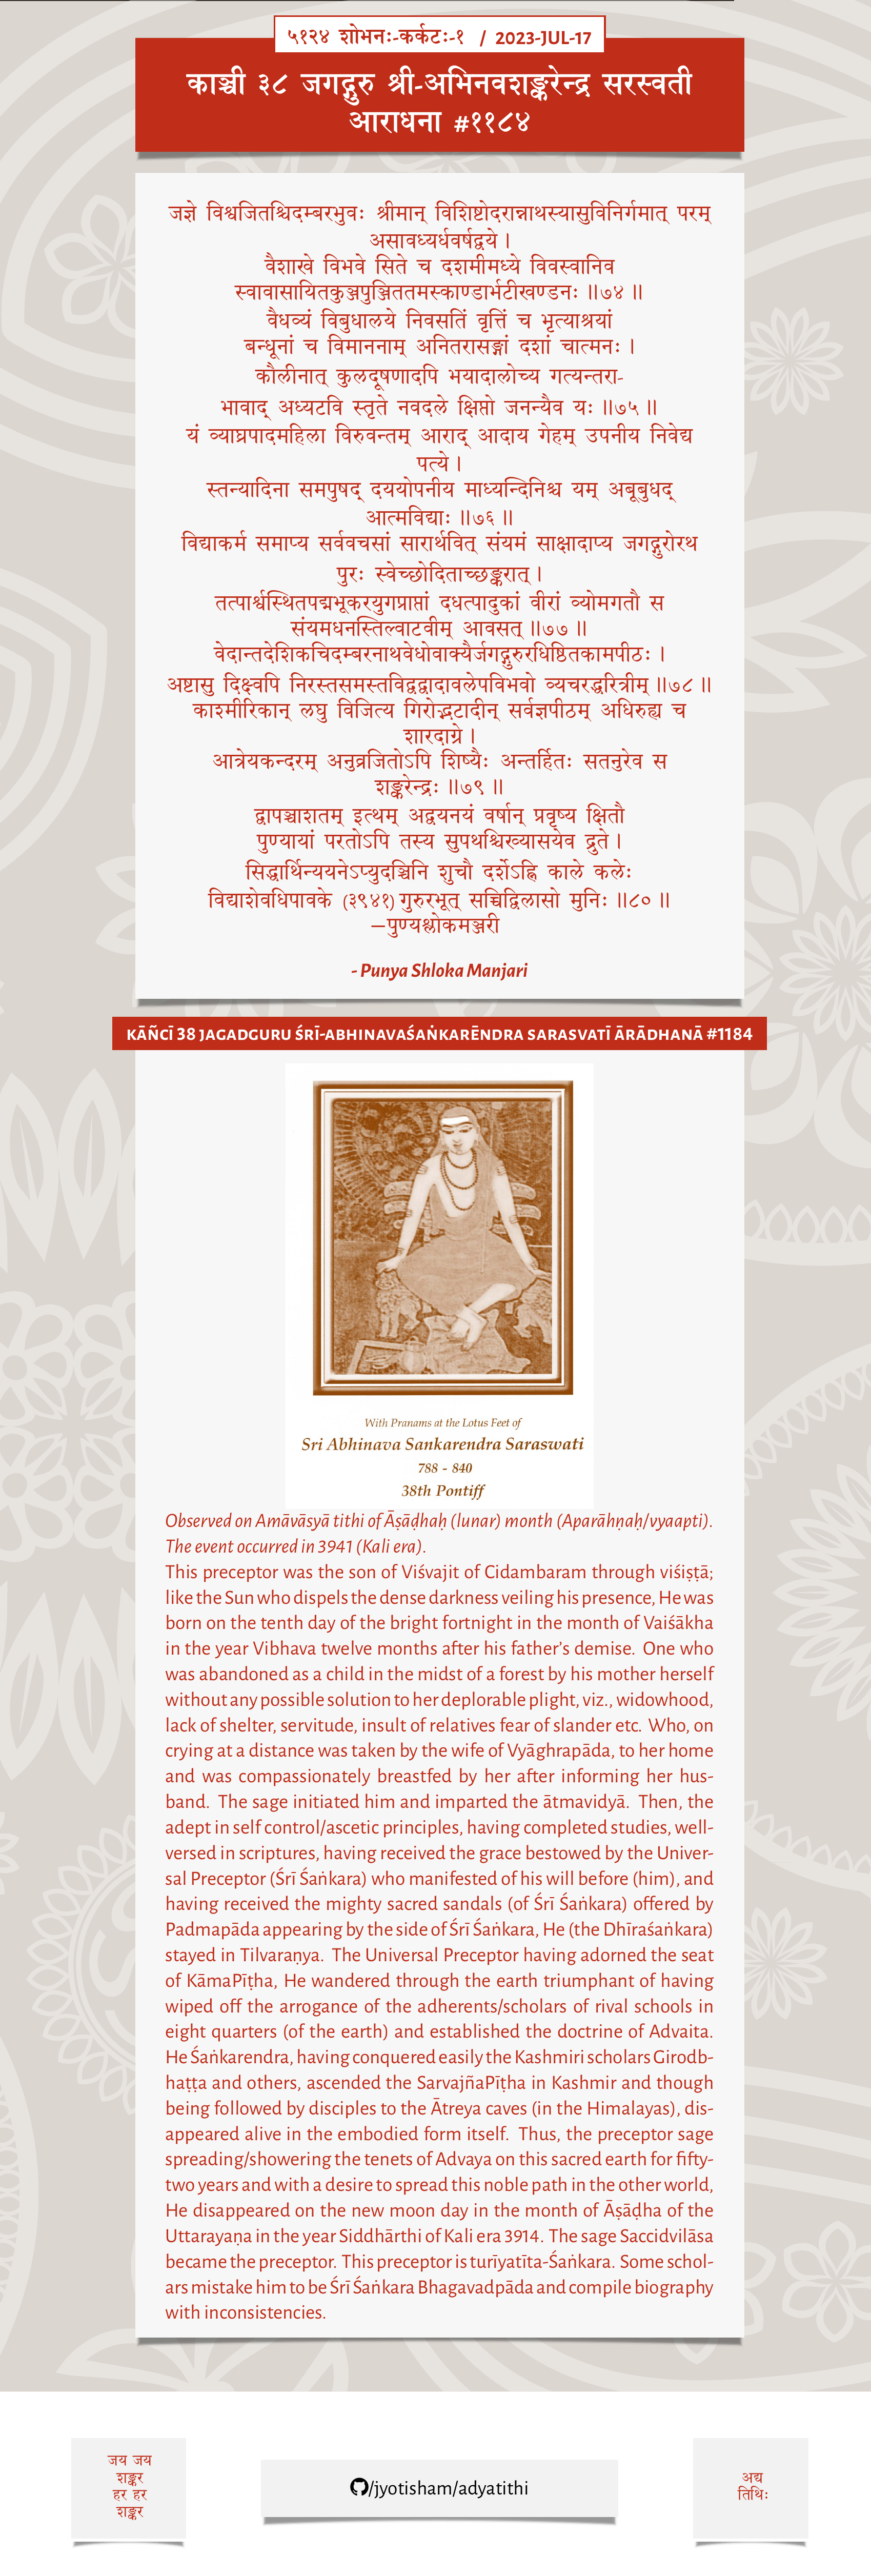 ५१२४ शोभनः-कर्कटः-१ / 2023-JUL-17
काञ्ची ३८ जगद्गुरु श्री-अभिनवशङ्करेन्द्र सरस्वती
आराधना #११८४
जज्ञे विश्वजितश्चिदम्बरभुवः श्रीमान् विशिष्टोदरान्नाथस्यासुविनिर्गमात् परम्
असावध्यर्धवर्षद्वये।
वैशाखे विभवे सिते च दशमीमध्ये विवस्वानिव
स्वावासायितकुञ्जपुञ्जिततमस्काण्डार्भटीखण्डनः ॥७४॥
वैधव्यं विबुधालये निवसतिं वृत्तिं च भृत्याश्रयां
बन्धूनां च विमाननाम् अनितरासङ्गां दशां चात्मनः।
कौलीनात् कुलदूषणादपि भयादालोच्य गत्यन्तरा-
भावाद् अध्यटवि स्तृते नवदले क्षिप्तो जनन्यैव यः ॥७५॥
यं व्याघ्रपादमहिला विरुवन्तम् आराद् आदाय गेहम् उपनीय निवेद्य
पत्ये।
स्तन्यादिना समपुषद् दययोपनीय माध्यन्दिनिश्च यम् अबूबुधद्
आत्मविद्याः ॥७६॥
विद्याकर्म समाप्य सर्ववचसां सारार्थवित् संयमं साक्षादाप्य जगद्गुरोरथ
पुरः स्वेच्छोदिताच्छङ्करात्।
तत्पार्श्वस्थितपद्मभूकरयुगप्राप्तां दधत्पादुकां वीरां व्योमगतौ स
संयमधनस्तिल्वाटवीम् आवसत् ॥७७॥
वेदान्तदेशिकचिदम्बरनाथवेधोवाक्यैर्जगद्गुरुरधिष्ठितकामपीठः।
अष्टासु दिक्ष्वपि निरस्तसमस्तविद्वद्वादावलेपविभवो व्यचरद्धरित्रीम् ॥७८॥
काश्मीरिकान् लघु विजित्य गिरोद्भटादीन् सर्वज्ञपीठम् अधिरुह्य च
शारदाग्रे।
आत्रेयकन्दरम् अनुव्रजितोऽपि शिष्यैः अन्तर्हितः सतनुरेव स
शङ्करेन्द्रः ॥७९॥
द्वापञ्चाशतम् इत्थम् अद्वयनयं वर्षान् प्रवृष्य क्षितौ
पुण्यायां परतोऽपि तस्य सुपथश्चिख्यासयेव द्रुते।
सिद्धार्थिन्ययनेऽप्युदञ्चिनि शुचौ दर्शेऽह्नि काले कलेः
विद्याशेवधिपावके (३९४१) गुरुरभूत् सच्चिद्विलासो मुनिः ॥८०॥
—पुण्यश्लोकमञ्जरी
- Punya Shloka Manjari
KĀÑCĪ 38 JAGADGURU ŚRĪ-ABHINAVAŚAṄKARĒNDRA SARASVATĪ ĀRĀDHANĀ #1184
With Pranams at the Lotus Feet of
Sri Abhinava Sankarendra Saraswati
788 - 840
38th Pontiff
Observed on Amāvāsyā tithi of Āṣāḍhaḥ (lunar) month (Aparāhṇaḥ/vyaapti).
The event occurred in 3941 (Kali era).
This preceptor was the son of Viśvajit of Cidambaram through viśiṣṭā;
like the Sun who dispels the dense darkness veiling his presence, He was
born on the tenth day of the bright fortnight in the month of Vaiśākha
in the year Vibhava twelve months after his father's demise. One who
was abandoned as a child in the midst of a forest by his mother herself
without any possible solution to her deplorable plight, viz., widowhood,
lack of shelter, servitude, insult of relatives fear of slander etc. Who, on
crying at a distance was taken by the wife of Vyāghrapāda, to her home
and was compassionately breastfed by her after informing her hus-
band. The sage initiated him and imparted the ātmavidyā. Then, the
adept in self control/ascetic principles, having completed studies, well-
versed in scriptures, having received the grace bestowed by the Univer-
sal Preceptor (Śrī Śaṅkara) who manifested of his will before (him), and
having received the mighty sacred sandals (of Śrī Śaṅkara) offered by
Padmapāda appearing by the side of Śrī Śaṅkara, He (the Dhīraśaṅkara)
stayed in Tilvaraṇya. The Universal Preceptor having adorned the seat
of KāmaPīṭha, He wandered through the earth triumphant of having
wiped off the arrogance of the adherents/scholars of rival schools in
eight quarters (of the earth) and established the doctrine of Advaita.
He Śaṅkarendra, having conquered easily the Kashmiri scholars Girodb-
haṭṭa and others, ascended the SarvajñaPīṭha in Kashmir and though
being followed by disciples to the Ātreya caves (in the Himalayas), dis-
appeared alive in the embodied form itself. Thus, the preceptor sage
spreading/showering the tenets of Advaya on this sacred earth for fifty-
two years and with a desire to spread this noble path in the other world,
He disappeared on the new moon day in the month of Āṣāḍha of the
Uttarayaṇa in the year Siddhārthi of Kali era 3914. The sage Saccidvilāsa
became the preceptor. This preceptor is turīyatīta-Śaṅkara. Some schol-
ars mistake him to be Śrī Śaṅkara Bhagavadpāda and compile biography
with inconsistencies.
जय जय
शङ्कर
हर हर
शङ्कर
/jyotisham/adyatithi
अद्य
तिथिः